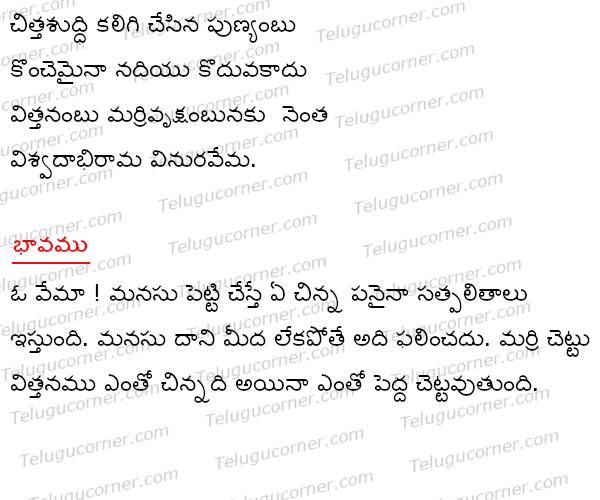 చిత్తశుద్ధి కలిగి చేసిన పుణ్యంబు
కొంచెమైనా నదియు కొదువకాదు
విత్తనంబు మర్రివృక్షంబునకు నెంత
విశ్వదాభిరామ వినురవేమ.
భావము
ఓ వేమా ! మనసు పెట్టి చేస్తే ఏ చిన్న పనైనా సత్పలితాలు
ఇస్తుంది. మనసు దాని మీద లేకపోతే అది ఫలించదు. మర్రి చెట్టు
విత్తనము ఎంతో చిన్నది అయినా ఎంతో పెద్ద చెట్టవుతుంది.
Telugucorner.com